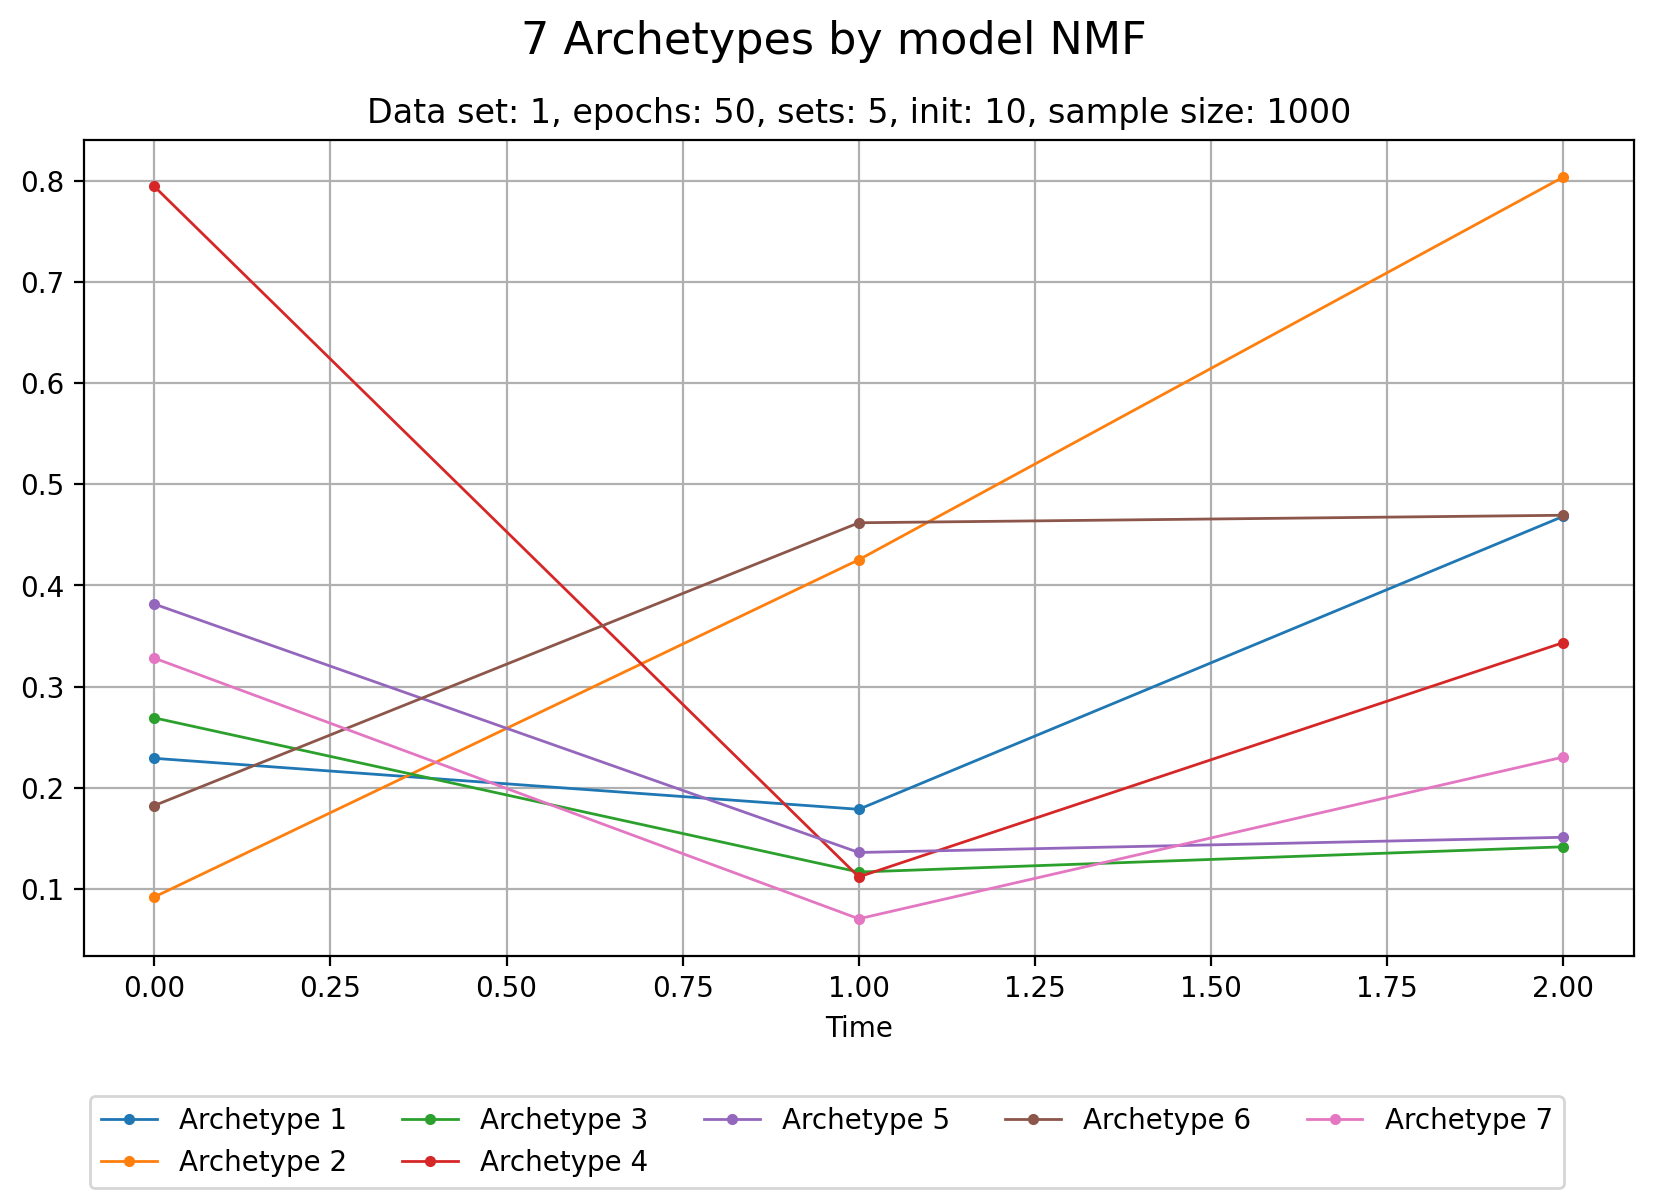 7 Archetypes by model NMF
Data set: 1, epochs: 50, sets: 5, init: 10, sample size: 1000
0.8
0.7
0.6
0.5
0.4
0.3
0.2
0.1
0.00 0.25 0.50 0.75 1.00 1.25 1.50 1.75 2.00
Time
Archetype 1 Archetype 3 Archetype 5 Archetype 6 Archetype 7
Archetype 2 Archetype 4